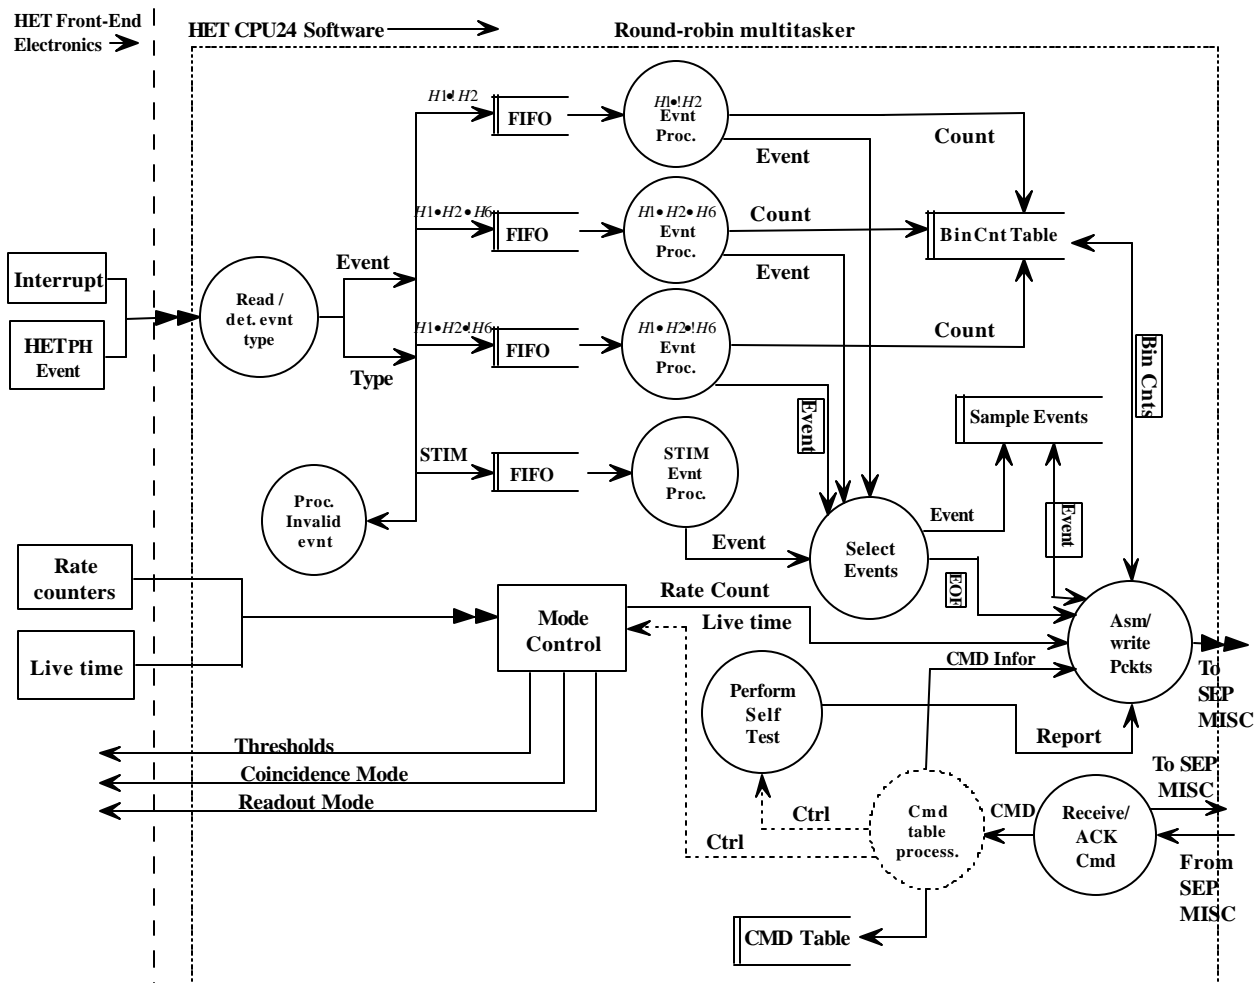 HET Front-End
Electronics
HET CPU24 Software
Round-robin multitasker
H1•!H2
FIFO
H1•!H2
Evnt
Proc.
Count
Event
H1•H2•H6
FIFO
H1•H2•H6
Evnt
Proc.
Count
Event
BinCnt Table
Interrupt
HET PH
Event
Read /
det. evnt
type
Event
Type
H1•H2•!H6
FIFO
H1•H2•!H6
Evnt
Proc.
Count
Bin Cnts
Event
Sample Events
STIM
FIFO
STIM
Evnt
Proc.
Proc.
Invalid
evnt
Event
Select
Events
Event
Event
EOF
Rate
counters
Live time
Mode
Control
Rate Count
Live time
CMD Infor
Asm/
write
Pckts
To
SEP
MISC
Perform
Self
Test
Report
Thresholds
Coincidence Mode
Readout Mode
To SEP
MISC
Ctrl
Ctrl
Cmd
table
process.
CMD
Receive/
ACK
Cmd
From
SEP
MISC
CMD Table